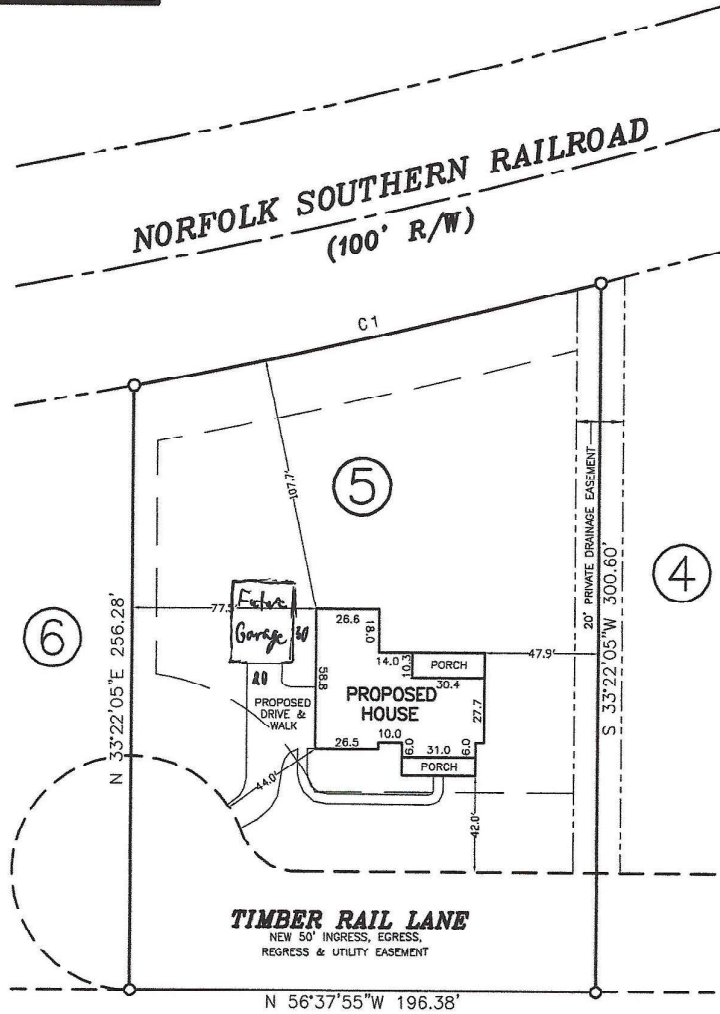 NORFOLK SOUTHERN RAILROAD
(100' R/W)
C1
107.7'
5
4
6
20' PRIVATE DRAINAGE EASEMENT
S 33°22'05"W 300.60'
N 33°22'05"E 256.28'
77.5'
Future
Garage
30
20
26.6
18.0
14.0
10.3
PORCH
30.4
47.9'
58.8
PROPOSED
HOUSE
27.7
PROPOSED
DRIVE &
WALK
26.5
10.0
6.0
31.0
6.0
PORCH
44.0'
42.0'
TIMBER RAIL LANE
NEW 50' INGRESS, EGRESS,
REGRESS & UTILITY EASEMENT
N 56°37'55"W 196.38'